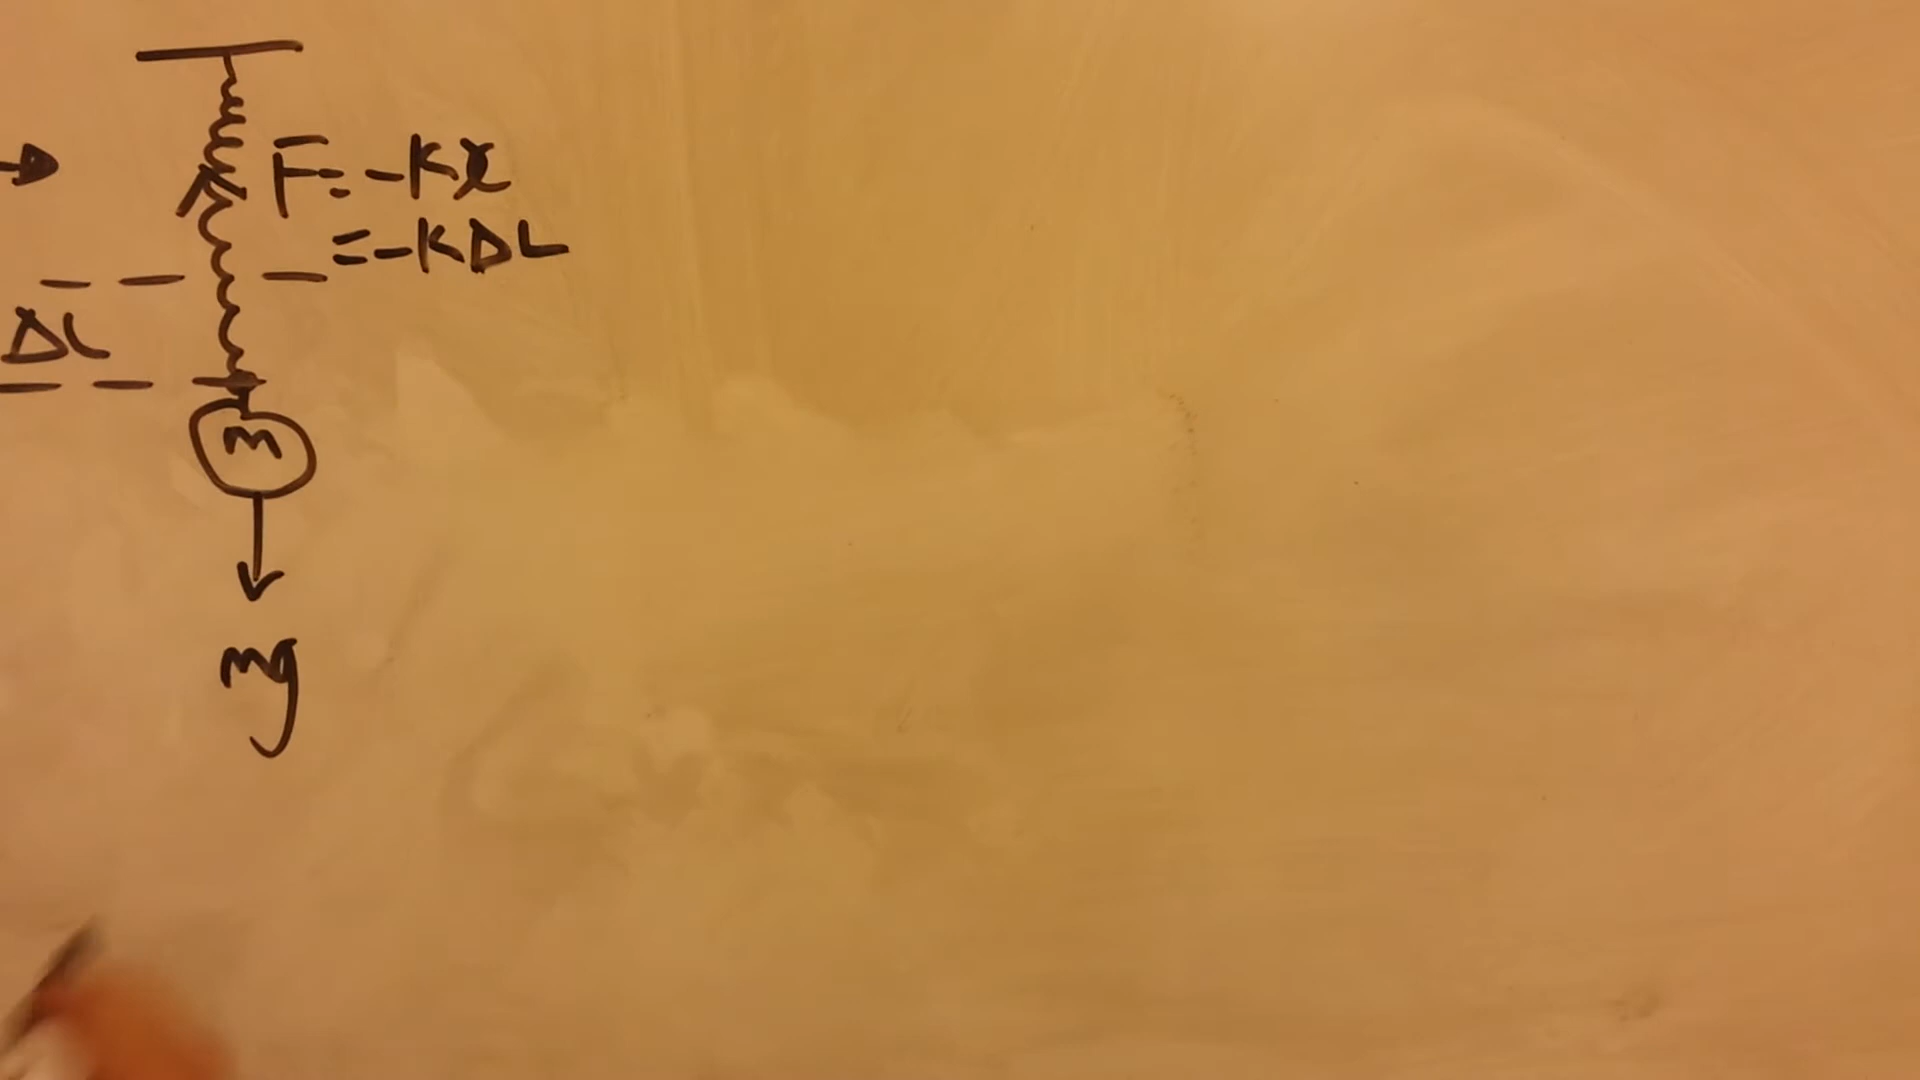 F = -Kx
= -KΔL
ΔL
m
mg